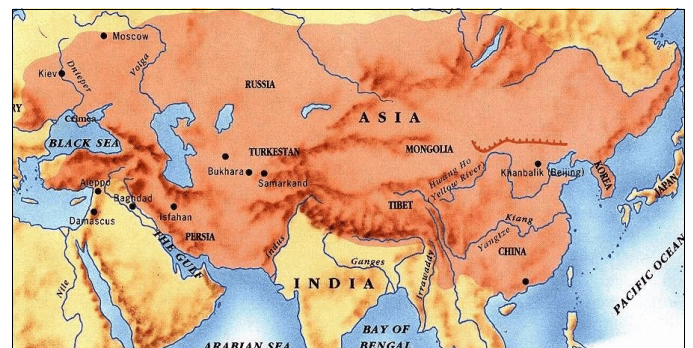 Moscow
Kiev
Dnieper
Volga
RUSSIA
RY
Crimea
BLACK SEA
ASIA
TURKESTAN
MONGOLIA
Bukhara
Samarkand
Hwang Ho
(Yellow River)
Khanbalik (Beijing)
KOREA
JAPAN
Aleppo
Baghdad
Damascus
Isfahan
TIBET
PERSIA
THE GULF
Indus
Kiang
Yangtze
CHINA
Ganges
Irrawaddy
INDIA
Nile
PACIFIC OCEAN
ARABIAN SEA
BAY OF
BENGAL